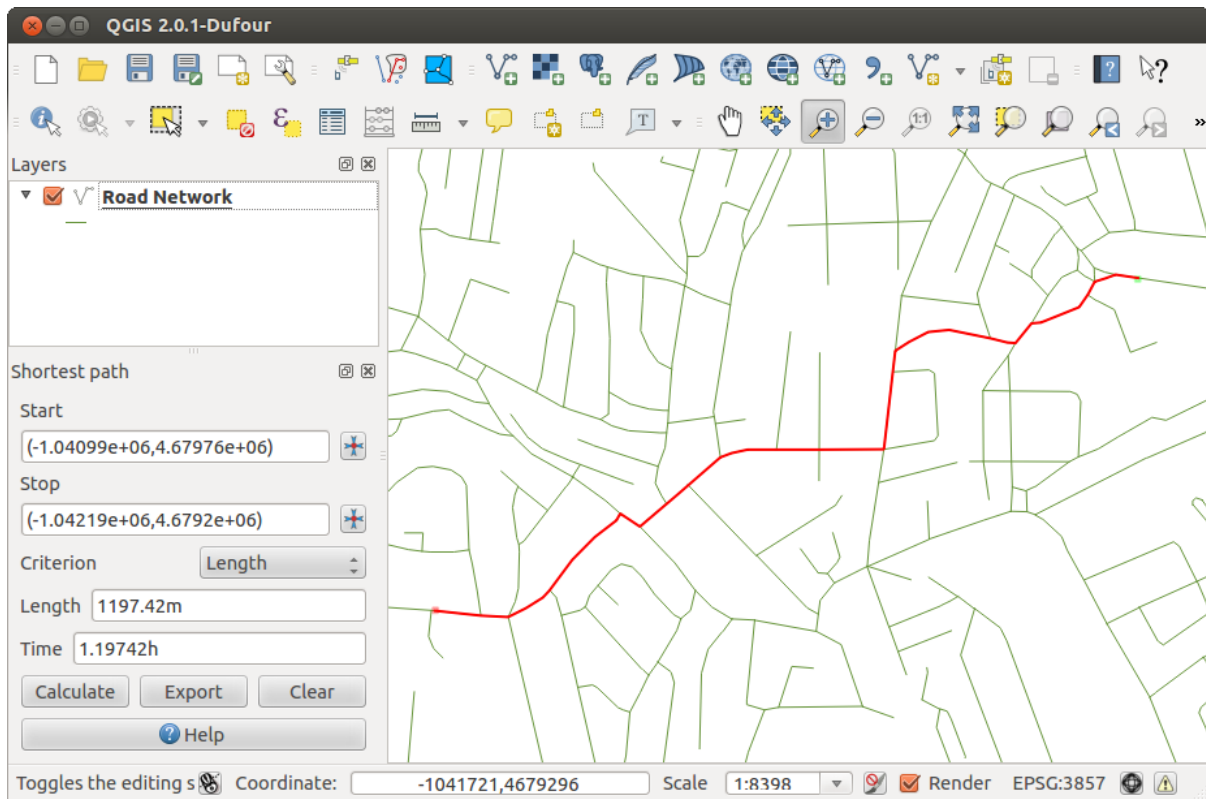 QGIS 2.0.1-Dufour
1:1
T
Layers
Road Network
Shortest path
Start
(-1.04099e+06,4.67976e+06)
Stop
(-1.04219e+06,4.6792e+06)
Criterion Length
Length 1197.42m
Time 1.19742h
Calculate Export Clear
Help
Toggles the editing s Coordinate: -1041721,4679296 Scale 1:8398 Render EPSG:3857